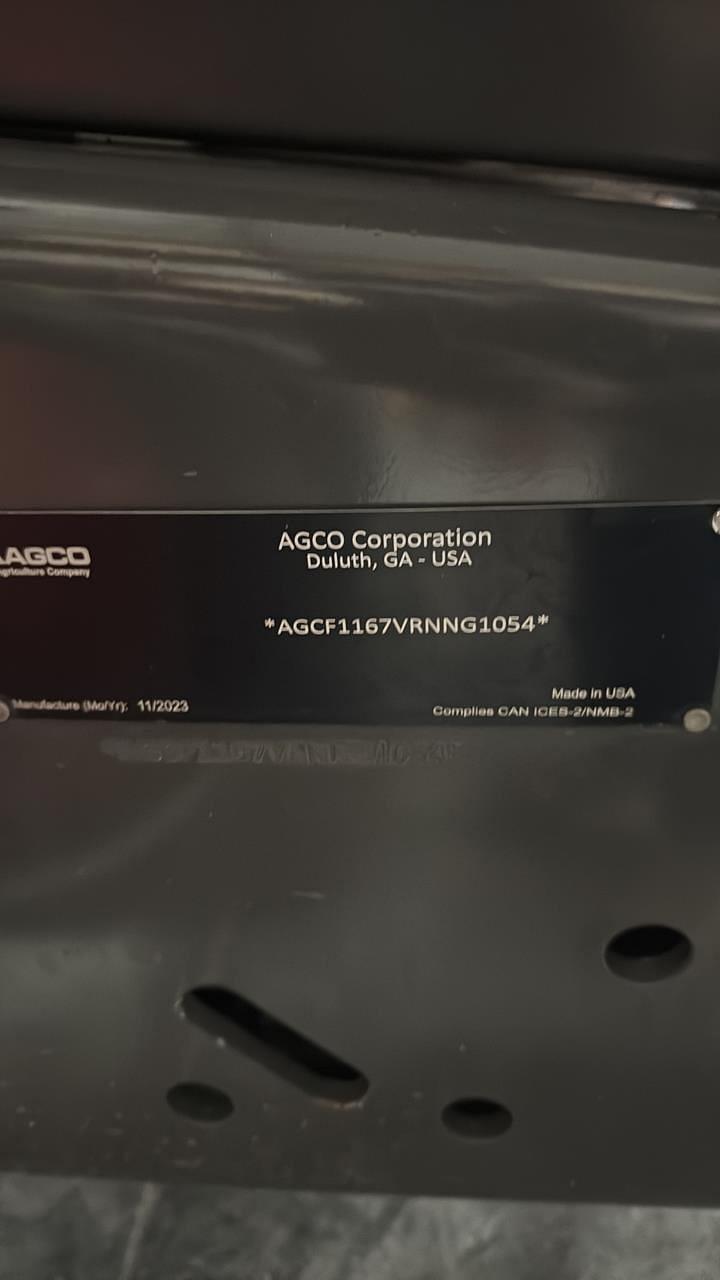 AGCO
Agriculture Company
AGCO Corporation
Duluth, GA - USA
*AGCF1167VRNNG1054*
Manufacture (Mo/Yr): 11/2023
Made in USA
Complies CAN ICES-2/NMB-2